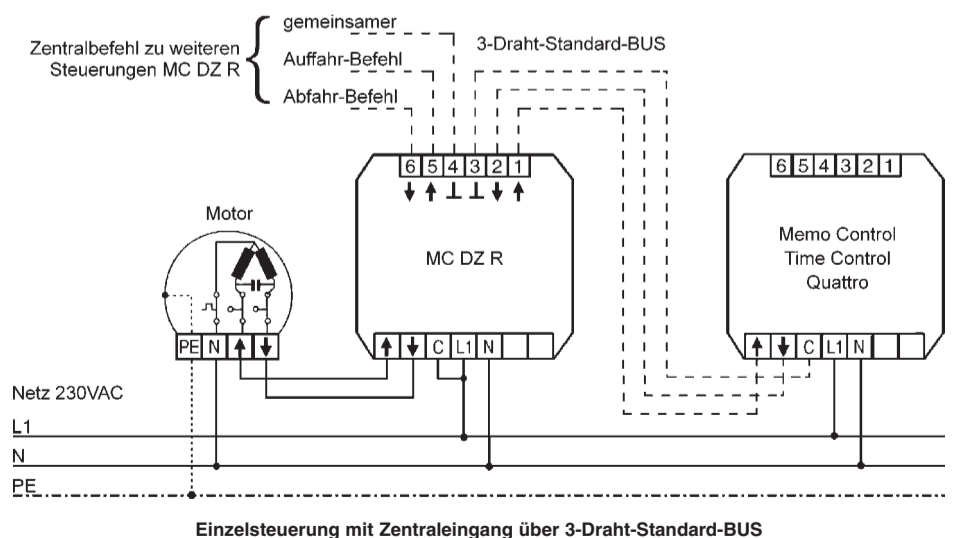 gemeinsamer
Zentralbefehl zu weiteren
Steuerungen MC DZ R
Auffahr-Befehl
Abfahr-Befehl
3-Draht-Standard-BUS
6 5 4 3 2 1
6 5 4 3 2 1
Motor
MC DZ R
Memo Control
Time Control
Quattro
PE N
C L1 N
C L1 N
Netz 230VAC
L1
N
PE
Einzelsteuerung mit Zentraleingang über 3-Draht-Standard-BUS